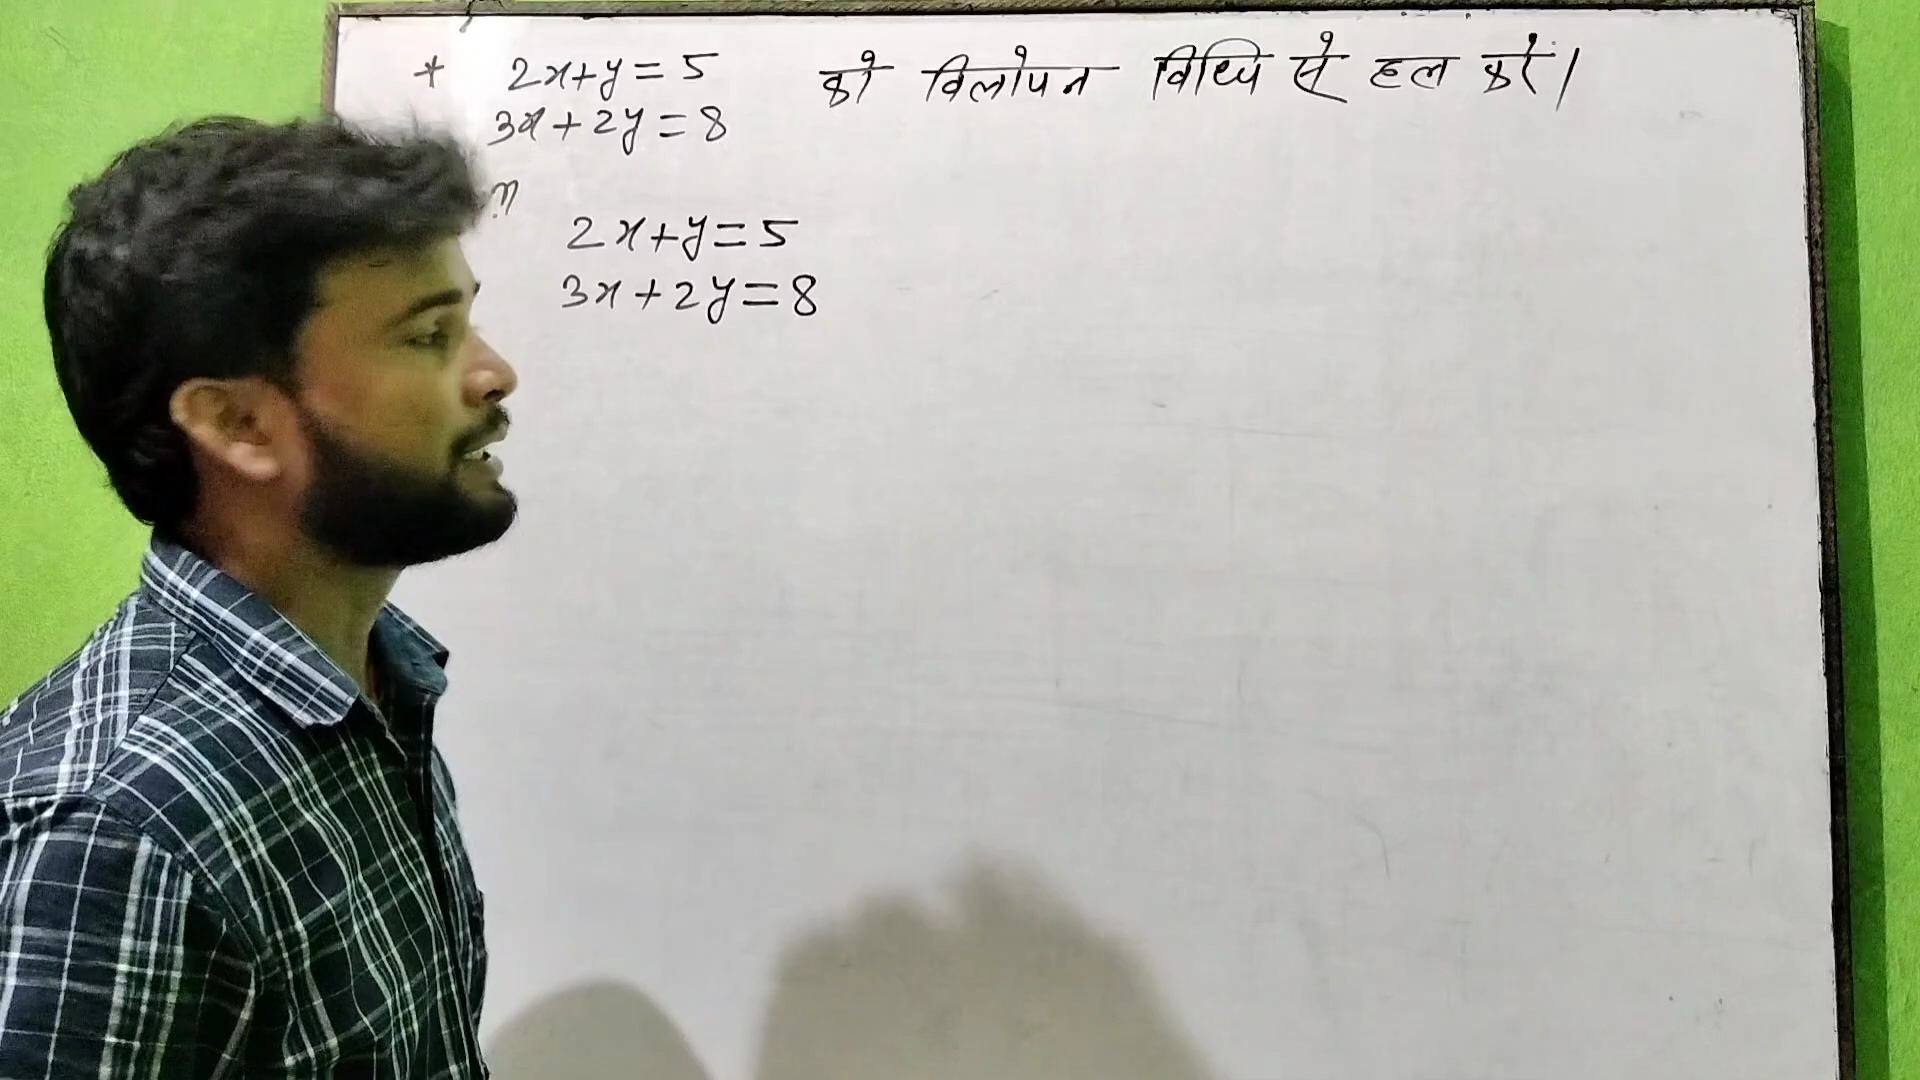 * 2x+y=5 को विलोपन विधि से हल करें।
3x+2y=8
2x+y=5
3x+2y=8